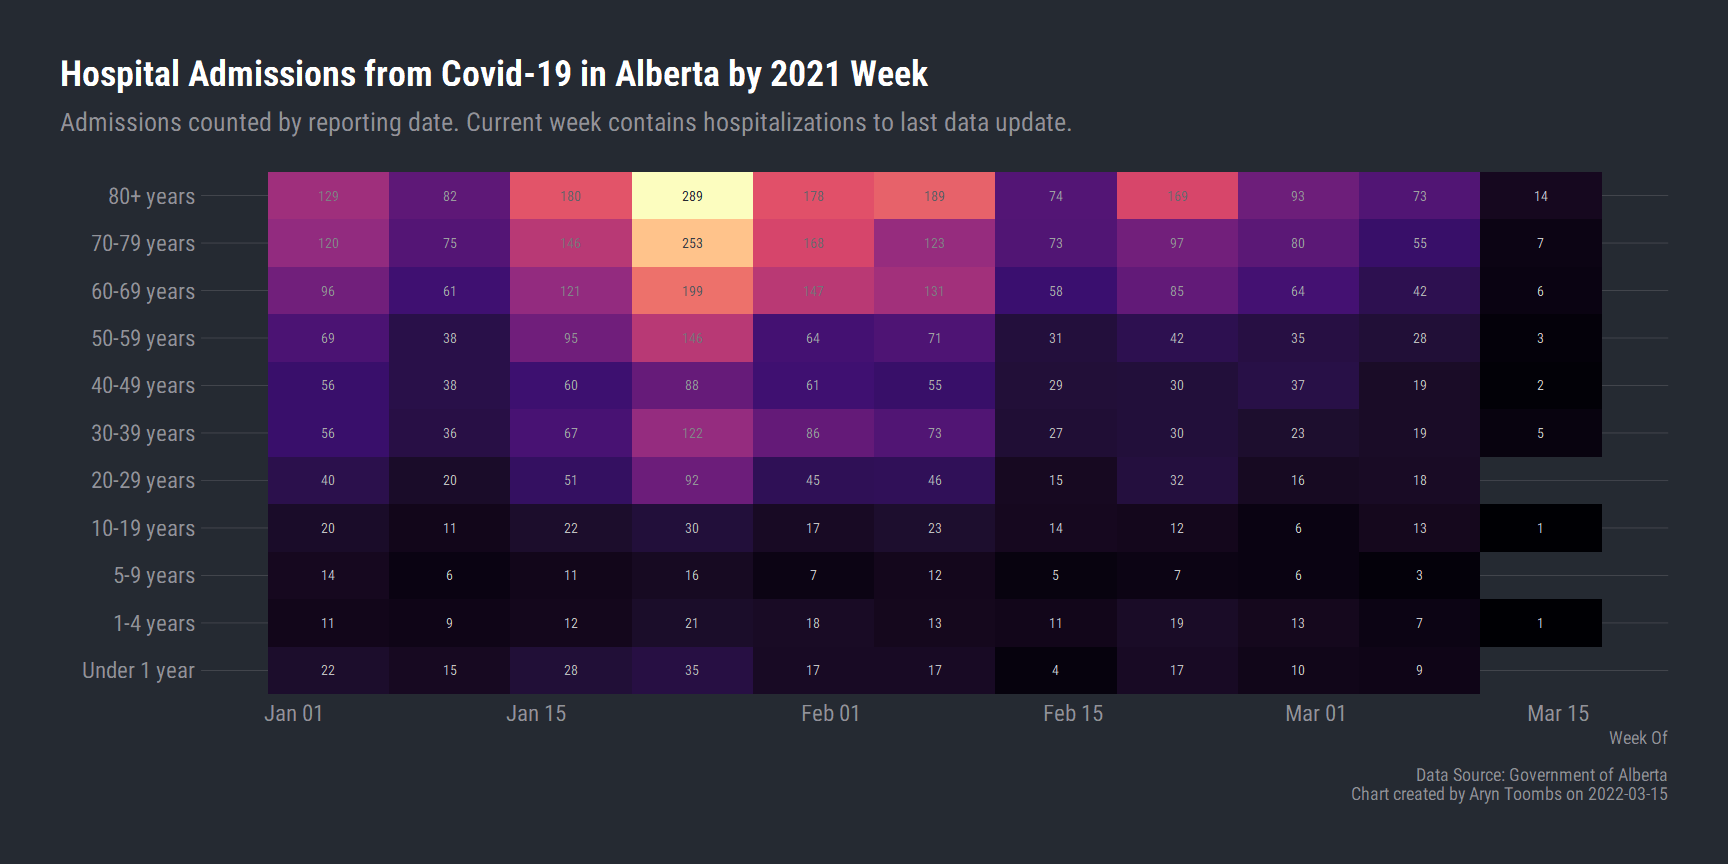 Hospital Admissions from Covid-19 in Alberta by 2021 Week
Admissions counted by reporting date. Current week contains hospitalizations to last data update.
80+ years 129 82 180 289 178 189 74 169 93 73 14
70-79 years 120 75 146 253 168 123 73 97 80 55 7
60-69 years 96 61 121 199 147 131 58 85 64 42 6
50-59 years 69 38 95 146 64 71 31 42 35 28 3
40-49 years 56 38 60 88 61 55 29 30 37 19 2
30-39 years 56 36 67 122 86 73 27 30 23 19 5
20-29 years 40 20 51 92 45 46 15 32 16 18
10-19 years 20 11 22 30 17 23 14 12 6 13 1
5-9 years 14 6 11 16 7 12 5 7 6 3
1-4 years 11 9 12 21 18 13 11 19 13 7 1
Under 1 year 22 15 28 35 17 17 4 17 10 9
Jan 01 Jan 15 Feb 01 Feb 15 Mar 01 Mar 15
Week Of
Data Source: Government of Alberta
Chart created by Aryn Toombs on 2022-03-15